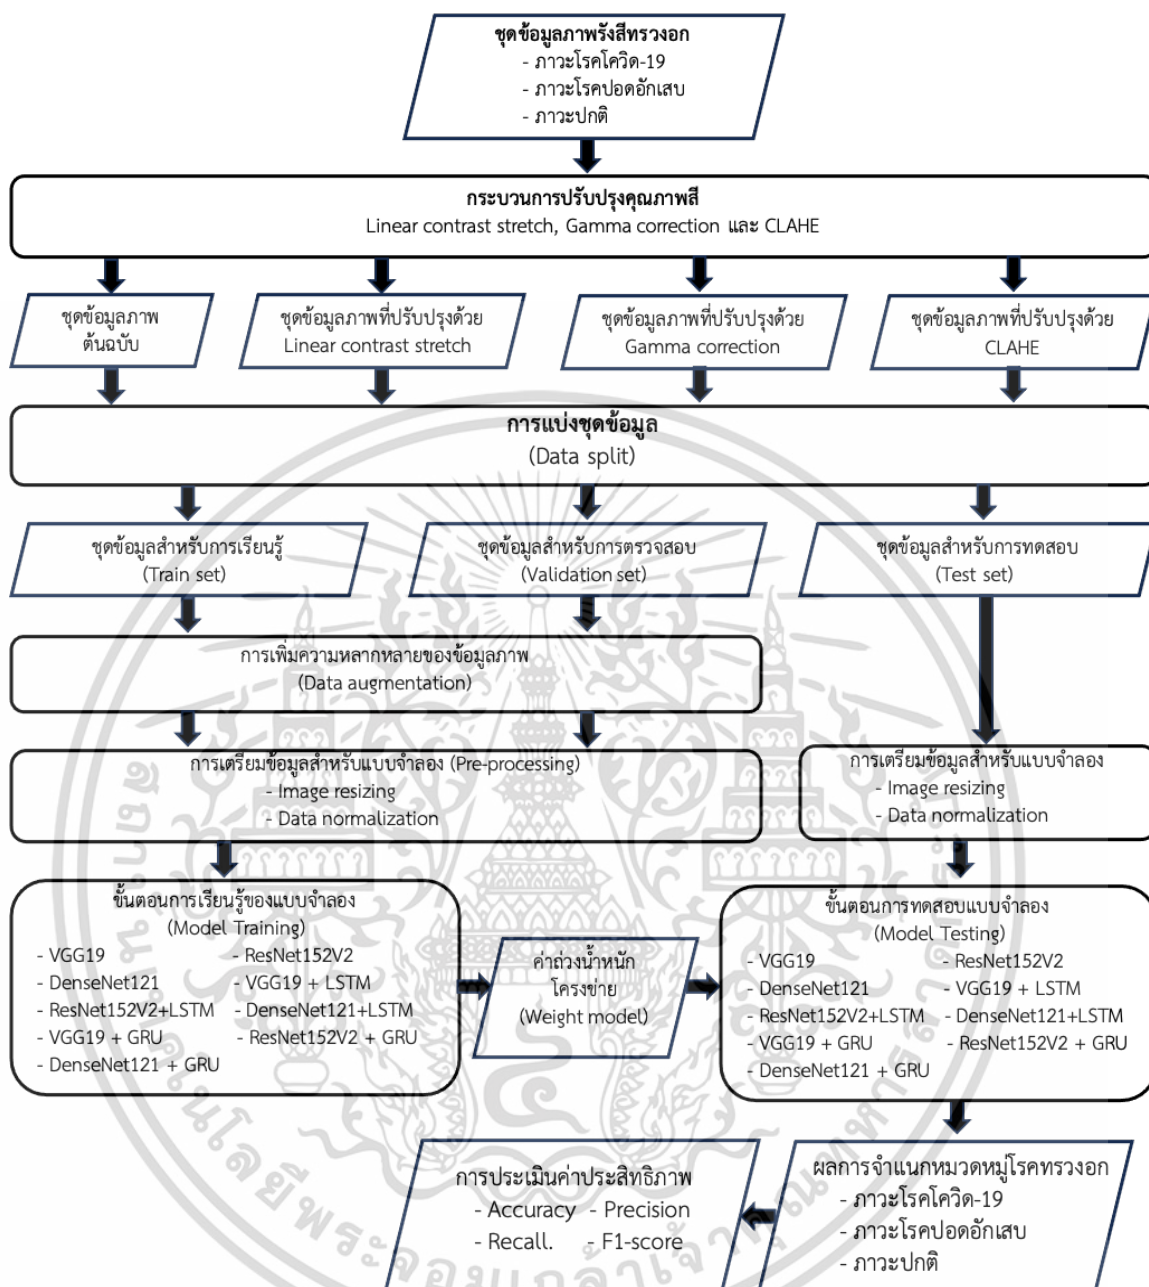 ชุดข้อมูลภาพรังสีทรวงอก
- ภาวะโรคโควิด-19
- ภาวะโรคปอดอักเสบ
- ภาวะปกติ
กระบวนการปรับปรุงคุณภาพสี
Linear contrast stretch, Gamma correction และ CLAHE
ชุดข้อมูลภาพ
ต้นฉบับ
ชุดข้อมูลภาพที่ปรับปรุงด้วย
Linear contrast stretch
ชุดข้อมูลภาพที่ปรับปรุงด้วย
Gamma correction
ชุดข้อมูลภาพที่ปรับปรุงด้วย
CLAHE
การแบ่งชุดข้อมูล
(Data split)
ชุดข้อมูลสำหรับการเรียนรู้
(Train set)
ชุดข้อมูลสำหรับการตรวจสอบ
(Validation set)
ชุดข้อมูลสำหรับการทดสอบ
(Test set)
การเพิ่มความหลากหลายของข้อมูลภาพ
(Data augmentation)
การเตรียมข้อมูลสำหรับแบบจำลอง (Pre-processing)
- Image resizing
- Data normalization
การเตรียมข้อมูลสำหรับแบบจำลอง
- Image resizing
- Data normalization
ขั้นตอนการเรียนรู้ของแบบจำลอง
(Model Training)
- VGG19 - ResNet152V2
- DenseNet121 - VGG19 + LSTM
- ResNet152V2+LSTM - DenseNet121+LSTM
- VGG19 + GRU - ResNet152V2 + GRU
- DenseNet121 + GRU
ค่าถ่วงน้ำหนัก
โครงข่าย
(Weight model)
ขั้นตอนการทดสอบแบบจำลอง
(Model Testing)
- VGG19 - ResNet152V2
- DenseNet121 - VGG19 + LSTM
- ResNet152V2+LSTM - DenseNet121+LSTM
- VGG19 + GRU - ResNet152V2 + GRU
- DenseNet121 + GRU
ผลการจำแนกหมวดหมู่โรคทรวงอก
- ภาวะโรคโควิด-19
- ภาวะโรคปอดอักเสบ
- ภาวะปกติ
การประเมินค่าประสิทธิภาพ
- Accuracy - Precision
- Recall. - F1-score